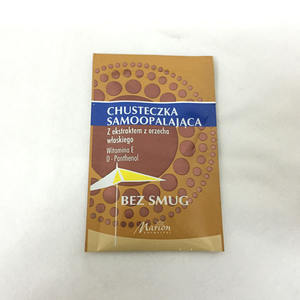 CHUSTECZKA
SAMOOPALAJĄCA
Z ekstraktem z orzecha
włoskiego
Witamina E
D - Panthenol
BEZ SMUG
Marion